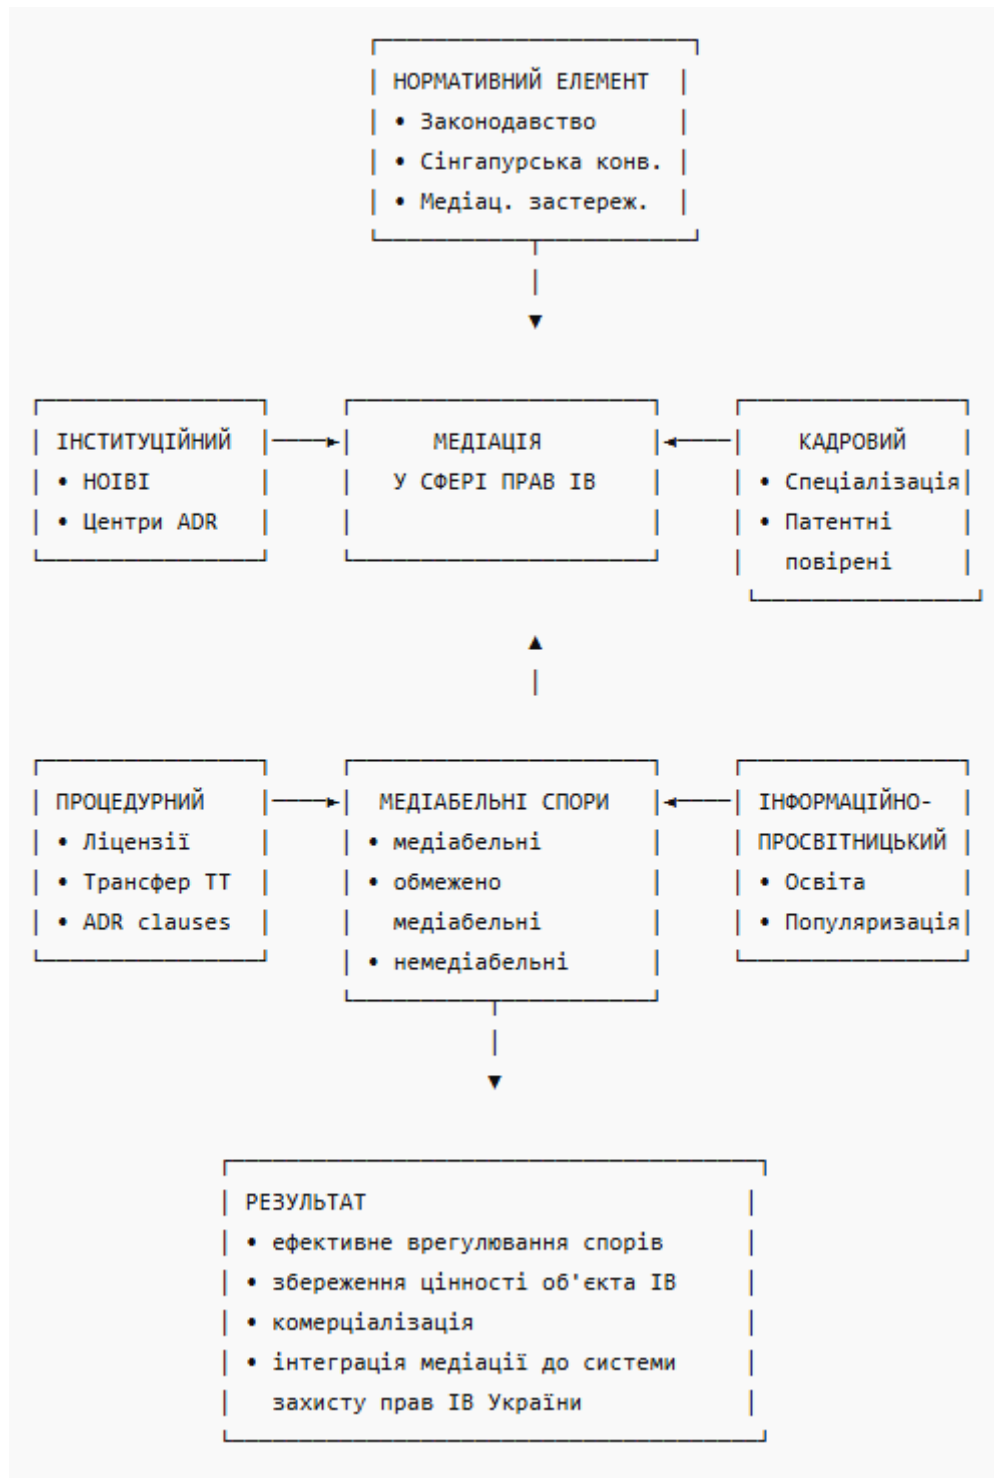 НОРМАТИВНИЙ ЕЛЕМЕНТ
• Законодавство
• Сінгапурська конв.
• Медіац. застереж.
ІНСТИТУЦІЙНИЙ
• НОІВІ
• Центри ADR
МЕДІАЦІЯ
У СФЕРІ ПРАВ ІВ
КАДРОВИЙ
• Спеціалізація
• Патентні
повірені
ПРОЦЕДУРНИЙ
• Ліцензії
• Трансфер ТТ
• ADR clauses
МЕДІАБЕЛЬНІ СПОРИ
• медіабельні
• обмежено
медіабельні
• немедіабельні
ІНФОРМАЦІЙНО-
ПРОСВІТНИЦЬКИЙ
• Освіта
• Популяризація
РЕЗУЛЬТАТ
• ефективне врегулювання спорів
• збереження цінності об'єкта ІВ
• комерціалізація
• інтеграція медіації до системи
захисту прав ІВ України